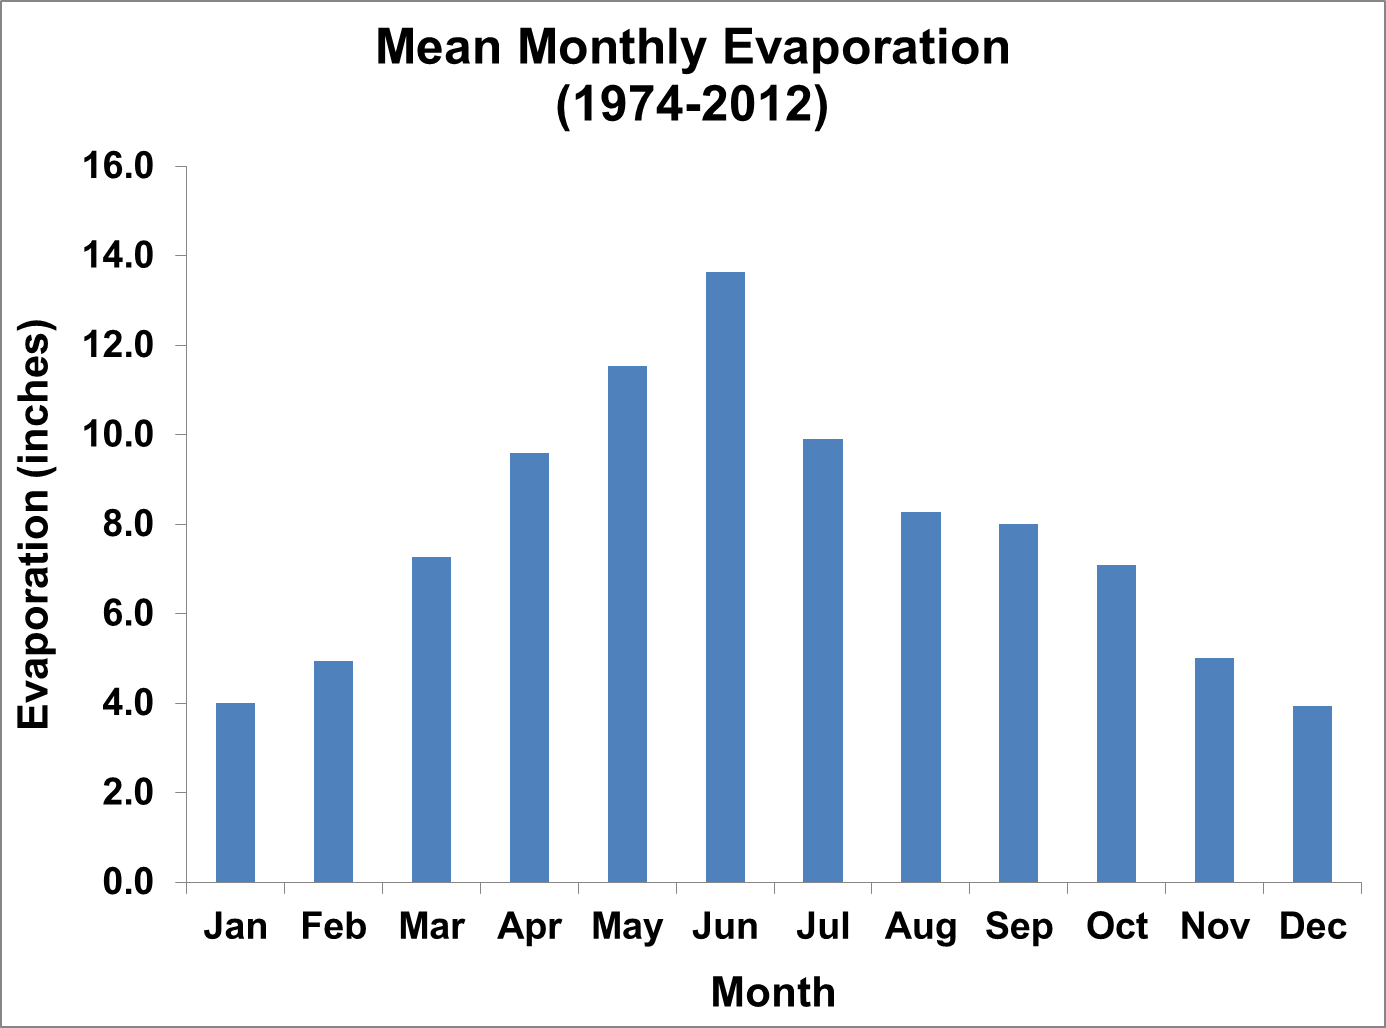 Mean Monthly Evaporation
(1974-2012)
16.0
14.0
12.0
10.0
8.0
6.0
4.0
2.0
0.0
Evaporation (inches)
Jan Feb Mar Apr May Jun Jul Aug Sep Oct Nov Dec
Month